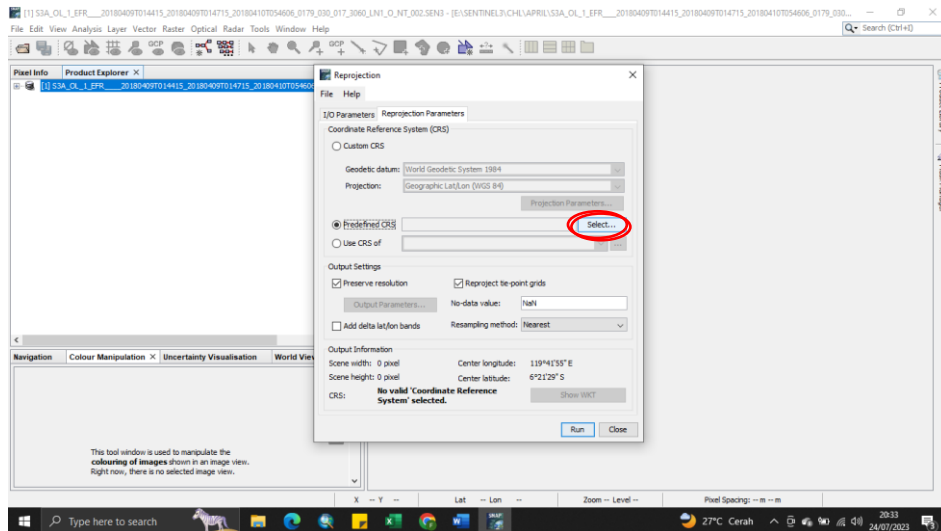 [1] S3A_OL_1_EFR____20180409T014415_20180409T014715_20180410T054606_0179_030_017_3060_LN1_O_NT_002.SEN3 - [E:\SENTINEL3\CHL\APRIL\S3A_OL_1_EFR____20180409T014415_20180409T014715_20180410T054606_0179_030...
File Edit View Analysis Layer Vector Raster Optical Radar Tools Window Help
Search (Ctrl+I)
GCP
Pixel Info Product Explorer ×
[1] S3A_OL_1_EFR____20180409T014415_20180409T014715_20180410T054606
Reprojection
File Help
I/O Parameters Reprojection Parameters
Coordinate Reference System (CRS)
Custom CRS
Geodetic datum: World Geodetic System 1984
Projection: Geographic Lat/Lon (WGS 84)
Projection Parameters...
Predefined CRS Select...
Use CRS of ...
Output Settings
Preserve resolution Reproject tie-point grids
Output Parameters... No-data value: NaN
Add delta lat/lon bands Resampling method: Nearest
Output Information
Scene width: 0 pixel Center longitude: 119°41'55" E
Scene height: 0 pixel Center latitude: 6°21'29" S
CRS: No valid 'Coordinate Reference
System' selected.
Show WKT
Run Close
Navigation Colour Manipulation × Uncertainty Visualisation World View
This tool window is used to manipulate the
colouring of images shown in an image view.
Right now, there is no selected image view.
X -- Y -- Lat -- Lon -- Zoom -- Level -- Pixel Spacing: -- m -- m
Type here to search
27°C Cerah
20:33
24/07/2023